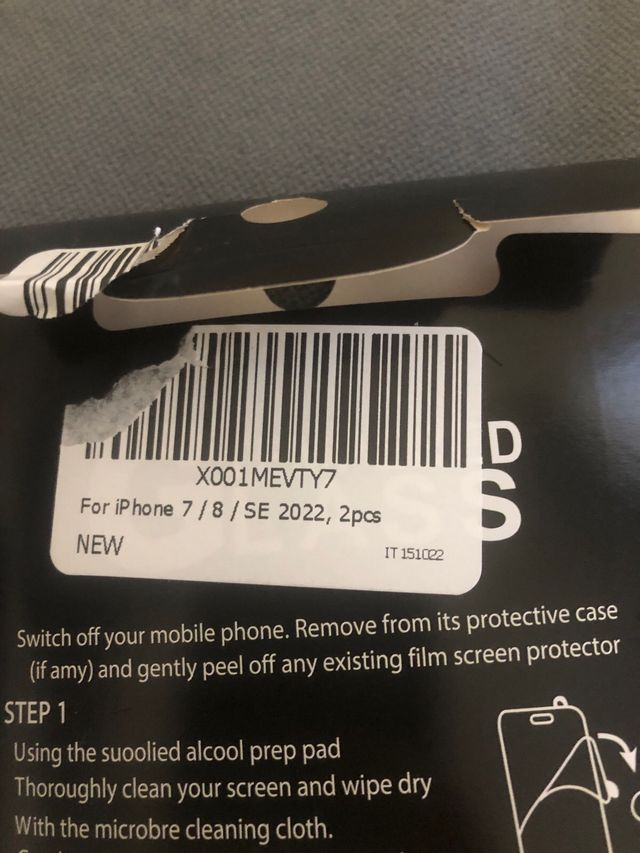 X001MEVTY7
For iPhone 7 / 8 / SE 2022, 2pcs
NEW
IT 151022
D
S
Switch off your mobile phone. Remove from its protective case
(if amy) and gently peel off any existing film screen protector
STEP 1
Using the suoolied alcool prep pad
Thoroughly clean your screen and wipe dry
With the microbre cleaning cloth.